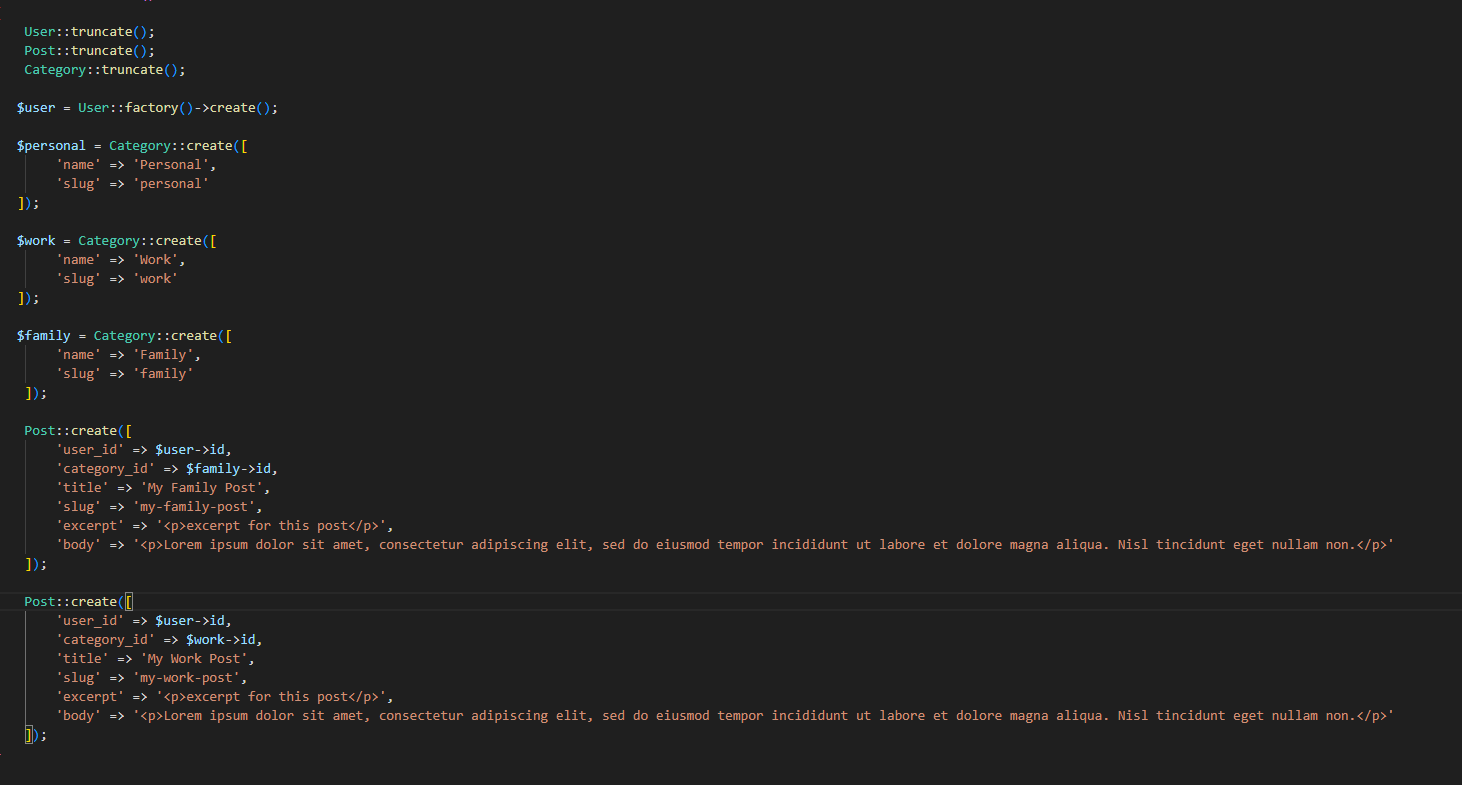 User::truncate();
Post::truncate();
Category::truncate();
$user = User::factory()->create();
$personal = Category::create([
'name' => 'Personal',
'slug' => 'personal'
]);
$work = Category::create([
'name' => 'Work',
'slug' => 'work'
]);
$family = Category::create([
'name' => 'Family',
'slug' => 'family'
]);
Post::create([
'user_id' => $user->id,
'category_id' => $family->id,
'title' => 'My Family Post',
'slug' => 'my-family-post',
'excerpt' => '<p>excerpt for this post</p>',
'body' => '<p>Lorem ipsum dolor sit amet, consectetur adipiscing elit, sed do eiusmod tempor incididunt ut labore et dolore magna aliqua. Nisl tincidunt eget nullam non.</p>'
]);
Post::create([
'user_id' => $user->id,
'category_id' => $work->id,
'title' => 'My Work Post',
'slug' => 'my-work-post',
'excerpt' => '<p>excerpt for this post</p>',
'body' => '<p>Lorem ipsum dolor sit amet, consectetur adipiscing elit, sed do eiusmod tempor incididunt ut labore et dolore magna aliqua. Nisl tincidunt eget nullam non.</p>'
]);